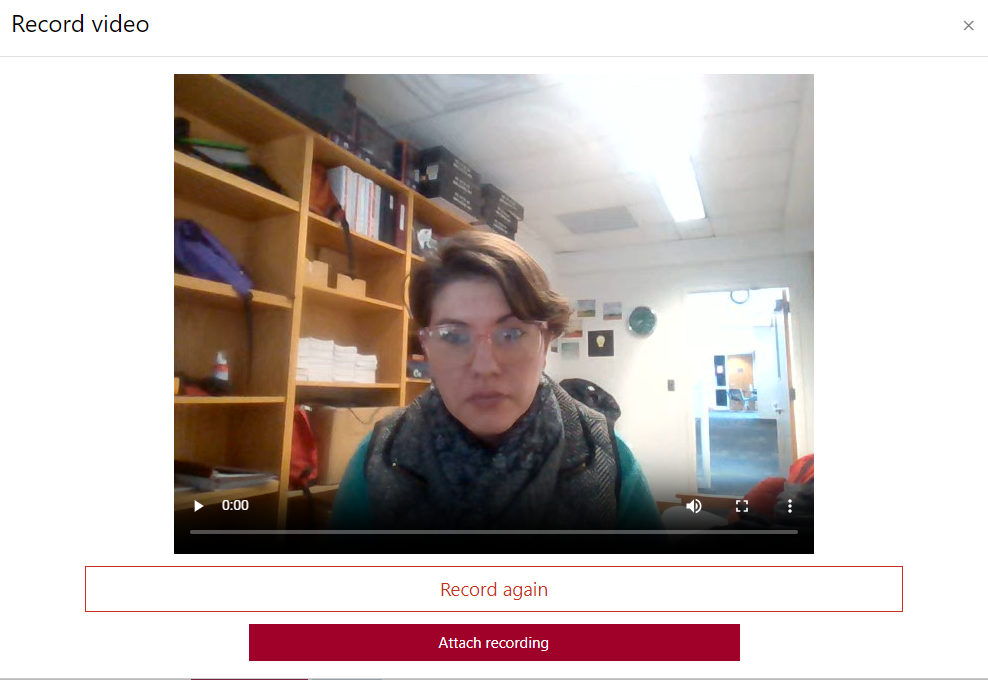 Record video
0:00
Record again
Attach recording